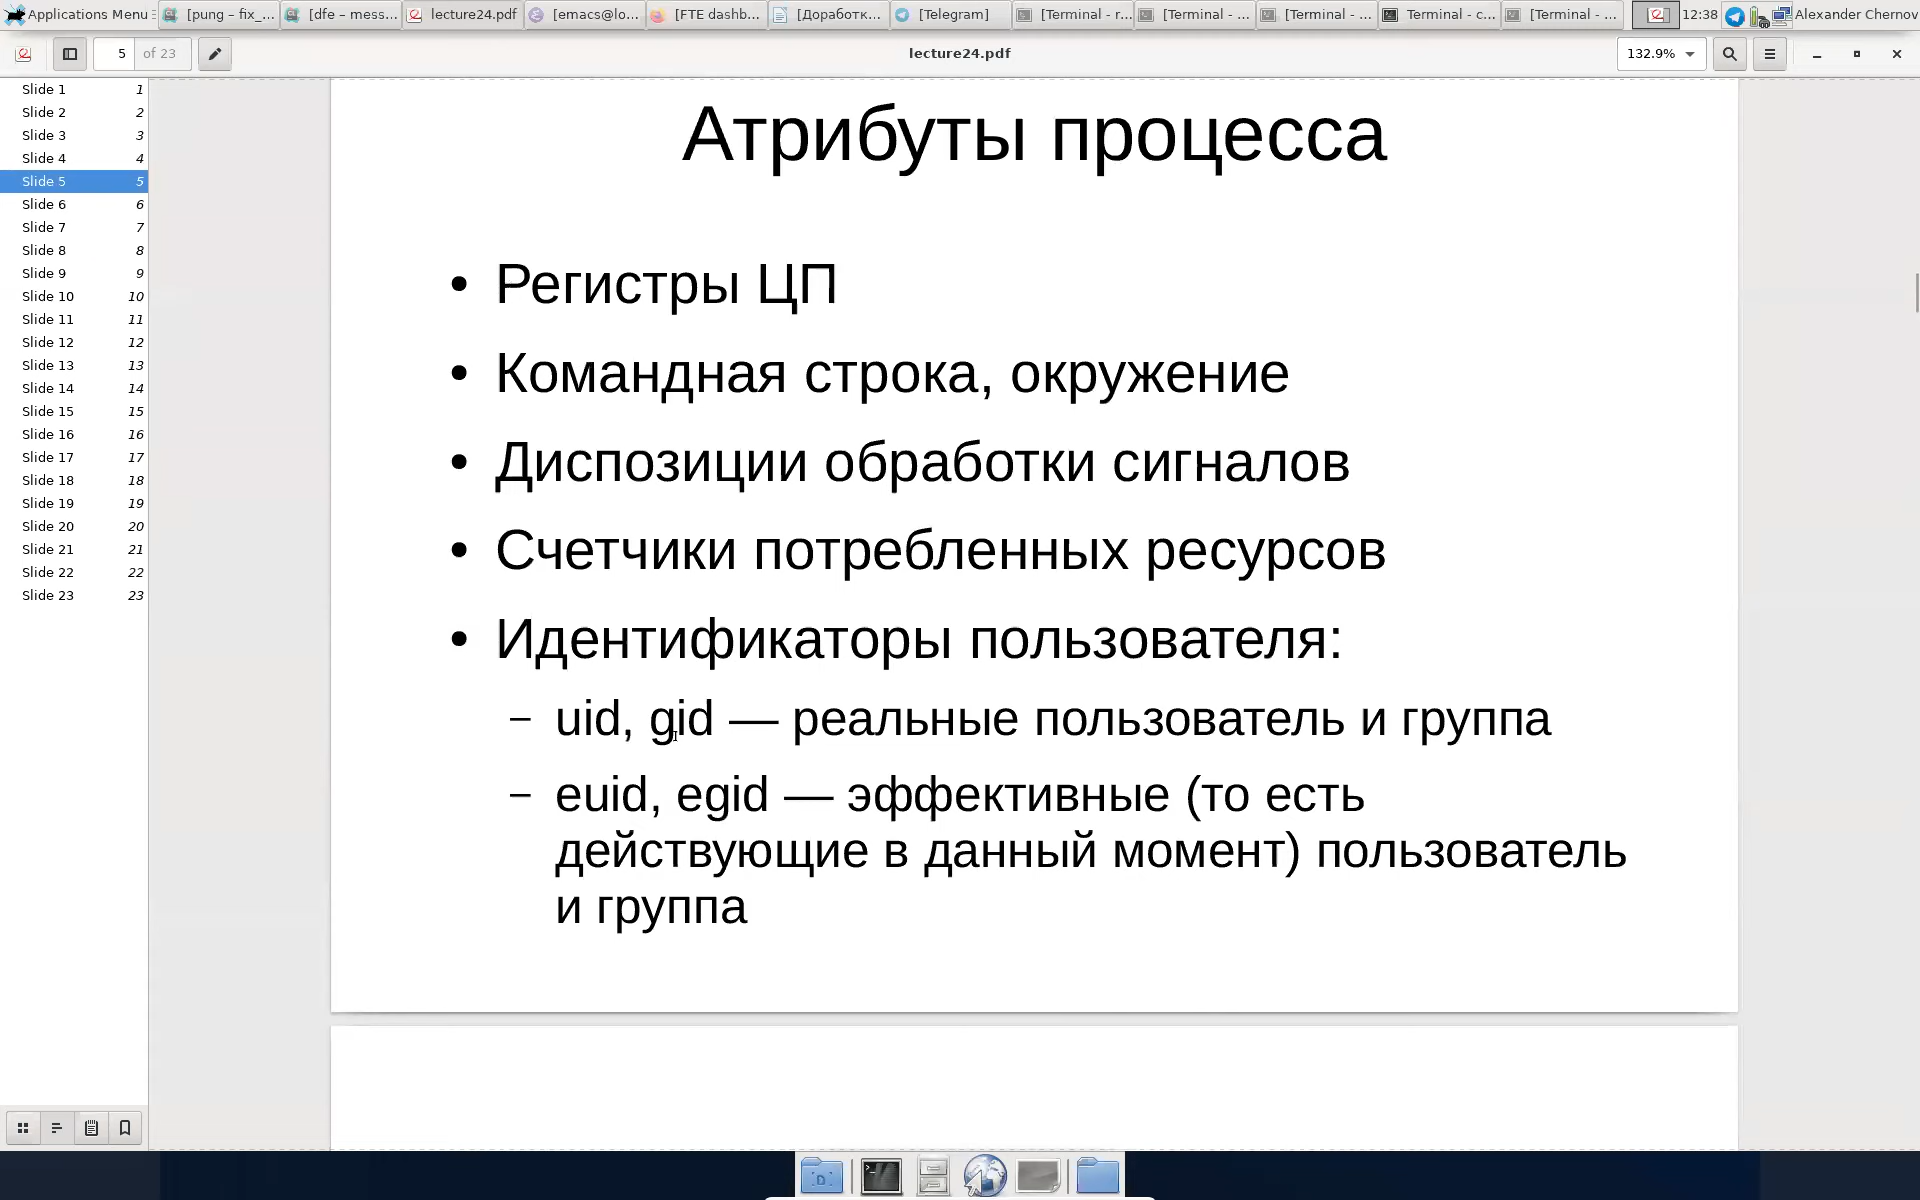 Applications Menu [pung – fix_... [dfe – mess... lecture24.pdf [emacs@lo... [FTE dashb... [Доработк... [Telegram] [Terminal - r... [Terminal - ... [Terminal - ... Terminal - c... [Terminal - ... 12:38 Alexander Chernov
5 of 23 lecture24.pdf 132.9%
Slide 1 1
Slide 2 2
Slide 3 3
Slide 4 4
Slide 5 5
Slide 6 6
Slide 7 7
Slide 8 8
Slide 9 9
Slide 10 10
Slide 11 11
Slide 12 12
Slide 13 13
Slide 14 14
Slide 15 15
Slide 16 16
Slide 17 17
Slide 18 18
Slide 19 19
Slide 20 20
Slide 21 21
Slide 22 22
Slide 23 23
Атрибуты процесса
• Регистры ЦП
• Командная строка, окружение
• Диспозиции обработки сигналов
• Счетчики потребленных ресурсов
• Идентификаторы пользователя:
– uid, gid — реальные пользователь и группа
– euid, egid — эффективные (то есть
действующие в данный момент) пользователь
и группа